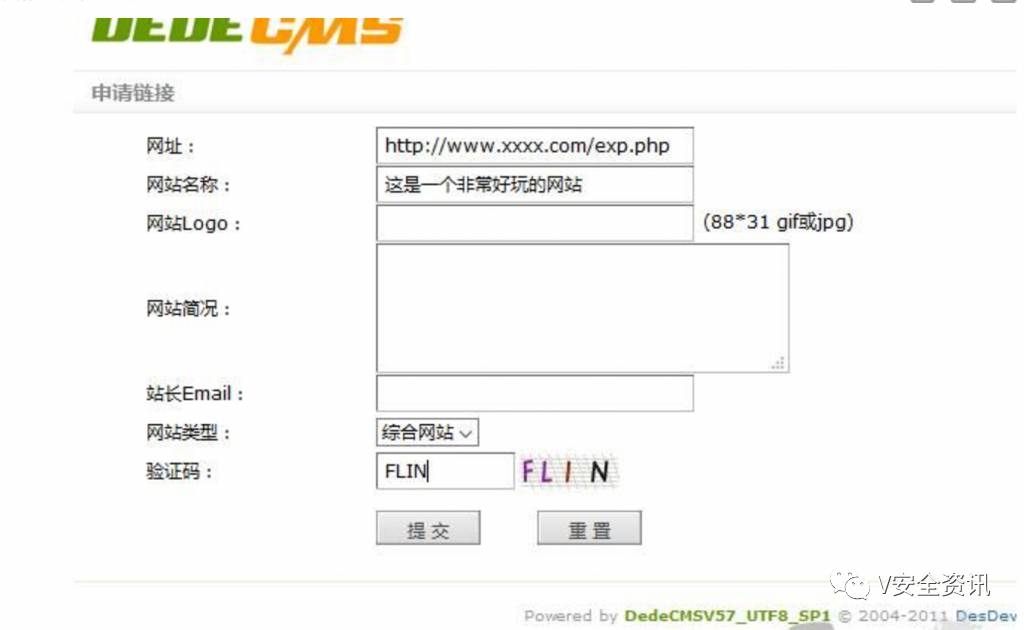 DEDECMS
申请链接
网址：
http://www.xxxx.com/exp.php
网站名称：
这是一个非常好玩的网站
网站Logo：
(88*31 gif或jpg)
网站简况：
站长Email：
网站类型：
综合网站
验证码：
FLIN
FLIN
提 交
重 置
V安全资讯
Powered by DedeCMSV57_UTF8_SP1 © 2004-2011 DesDev